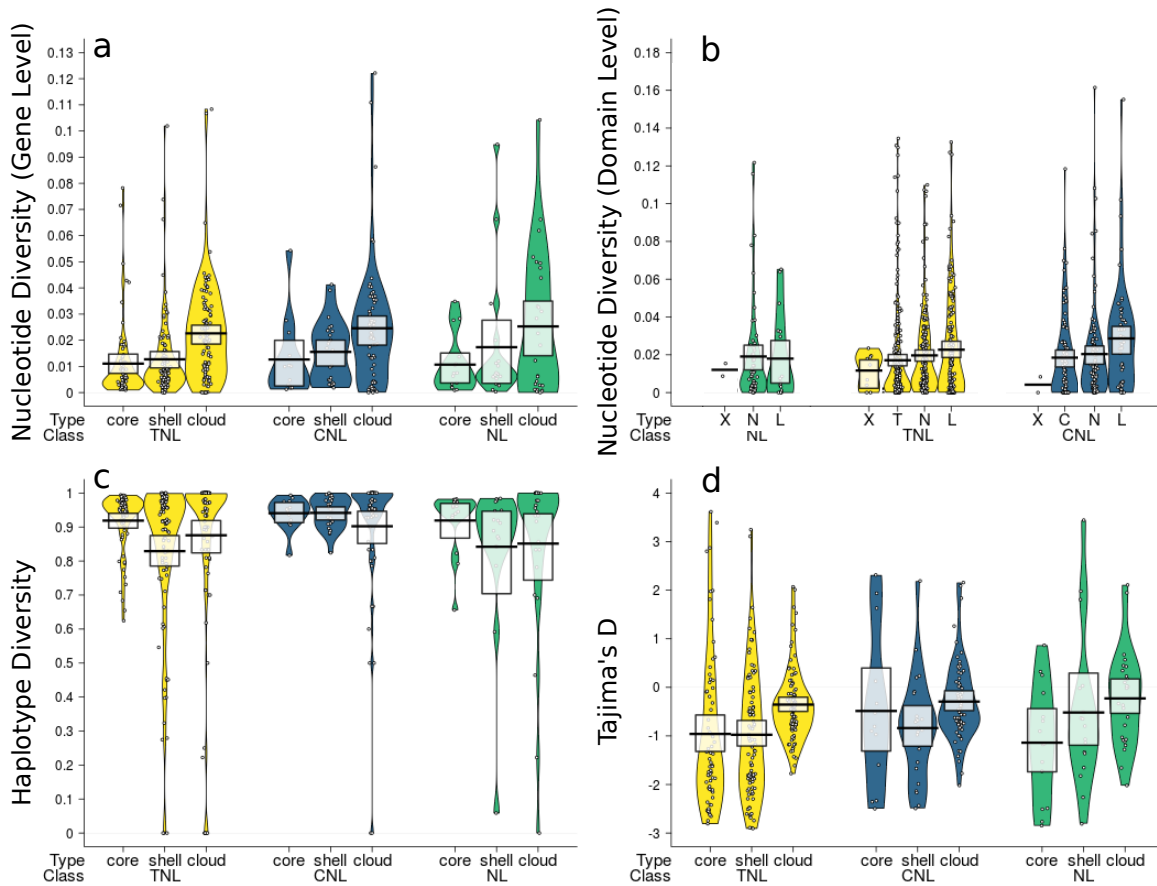 a
Nucleotide Diversity (Gene Level)
0.13
0.12
0.11
0.1
0.09
0.08
0.07
0.06
0.05
0.04
0.03
0.02
0.01
0
Type core shell cloud core shell cloud core shell cloud
Class TNL CNL NL
b
Nucleotide Diversity (Domain Level)
0.18
0.16
0.14
0.12
0.1
0.08
0.06
0.04
0.02
0
Type X N L X T N L X C N L
Class NL TNL CNL
c
Haplotype Diversity
1
0.9
0.8
0.7
0.6
0.5
0.4
0.3
0.2
0.1
0
Type core shell cloud core shell cloud core shell cloud
Class TNL CNL NL
d
Tajima's D
4
3
2
1
0
-1
-2
-3
Type core shell cloud core shell cloud core shell cloud
Class TNL CNL NL